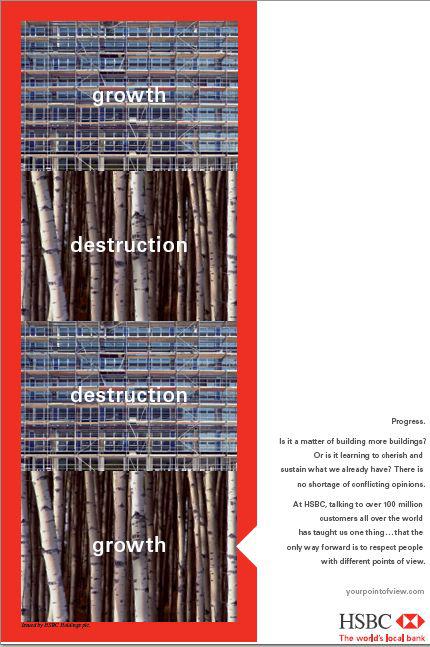 growth
destruction
destruction
growth
Issued by HSBC Holdings plc.
Progress.
Is it a matter of building more buildings?
Or is it learning to cherish and
sustain what we already have? There is
no shortage of conflicting opinions.
At HSBC, talking to over 100 million
customers all over the world
has taught us one thing...that the
only way forward is to respect people
with different points of view.
yourpointofview.com
HSBC
The world's local bank